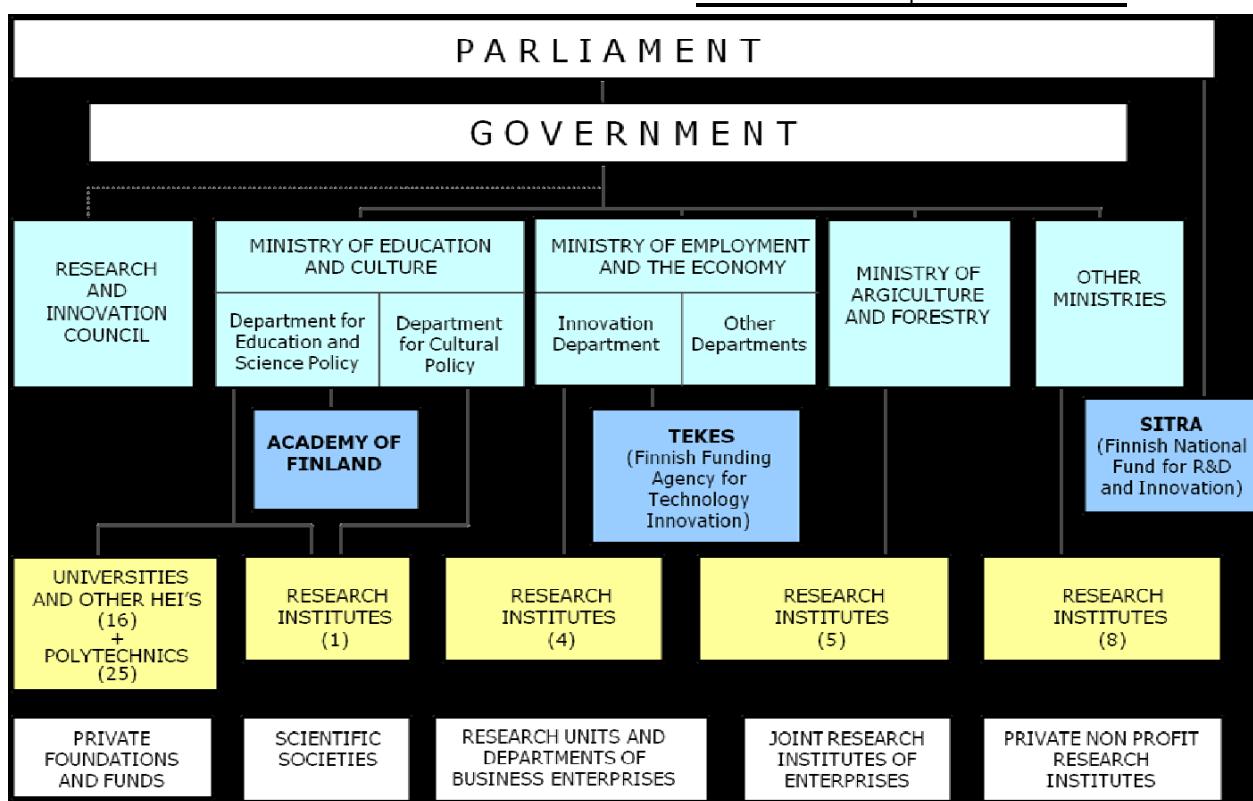 PARLIAMENT
GOVERNMENT
RESEARCH
AND
INNOVATION
COUNCIL
MINISTRY OF EDUCATION
AND CULTURE
Department for
Education and
Science Policy
Department
for Cultural
Policy
MINISTRY OF EMPLOYMENT
AND THE ECONOMY
Innovation
Department
Other
Departments
MINISTRY OF
ARGICULTURE
AND FORESTRY
OTHER
MINISTRIES
ACADEMY OF
FINLAND
TEKES
(Finnish Funding
Agency for
Technology
Innovation)
SITRA
(Finnish National
Fund for R&D
and Innovation)
UNIVERSITIES
AND OTHER HEI'S
(16)
+
POLYTECHNICS
(25)
RESEARCH
INSTITUTES
(1)
RESEARCH
INSTITUTES
(4)
RESEARCH
INSTITUTES
(5)
RESEARCH
INSTITUTES
(8)
PRIVATE
FOUNDATIONS
AND FUNDS
SCIENTIFIC
SOCIETIES
RESEARCH UNITS AND
DEPARTMENTS OF
BUSINESS ENTERPRISES
JOINT RESEARCH
INSTITUTES OF
ENTERPRISES
PRIVATE NON PROFIT
RESEARCH
INSTITUTES